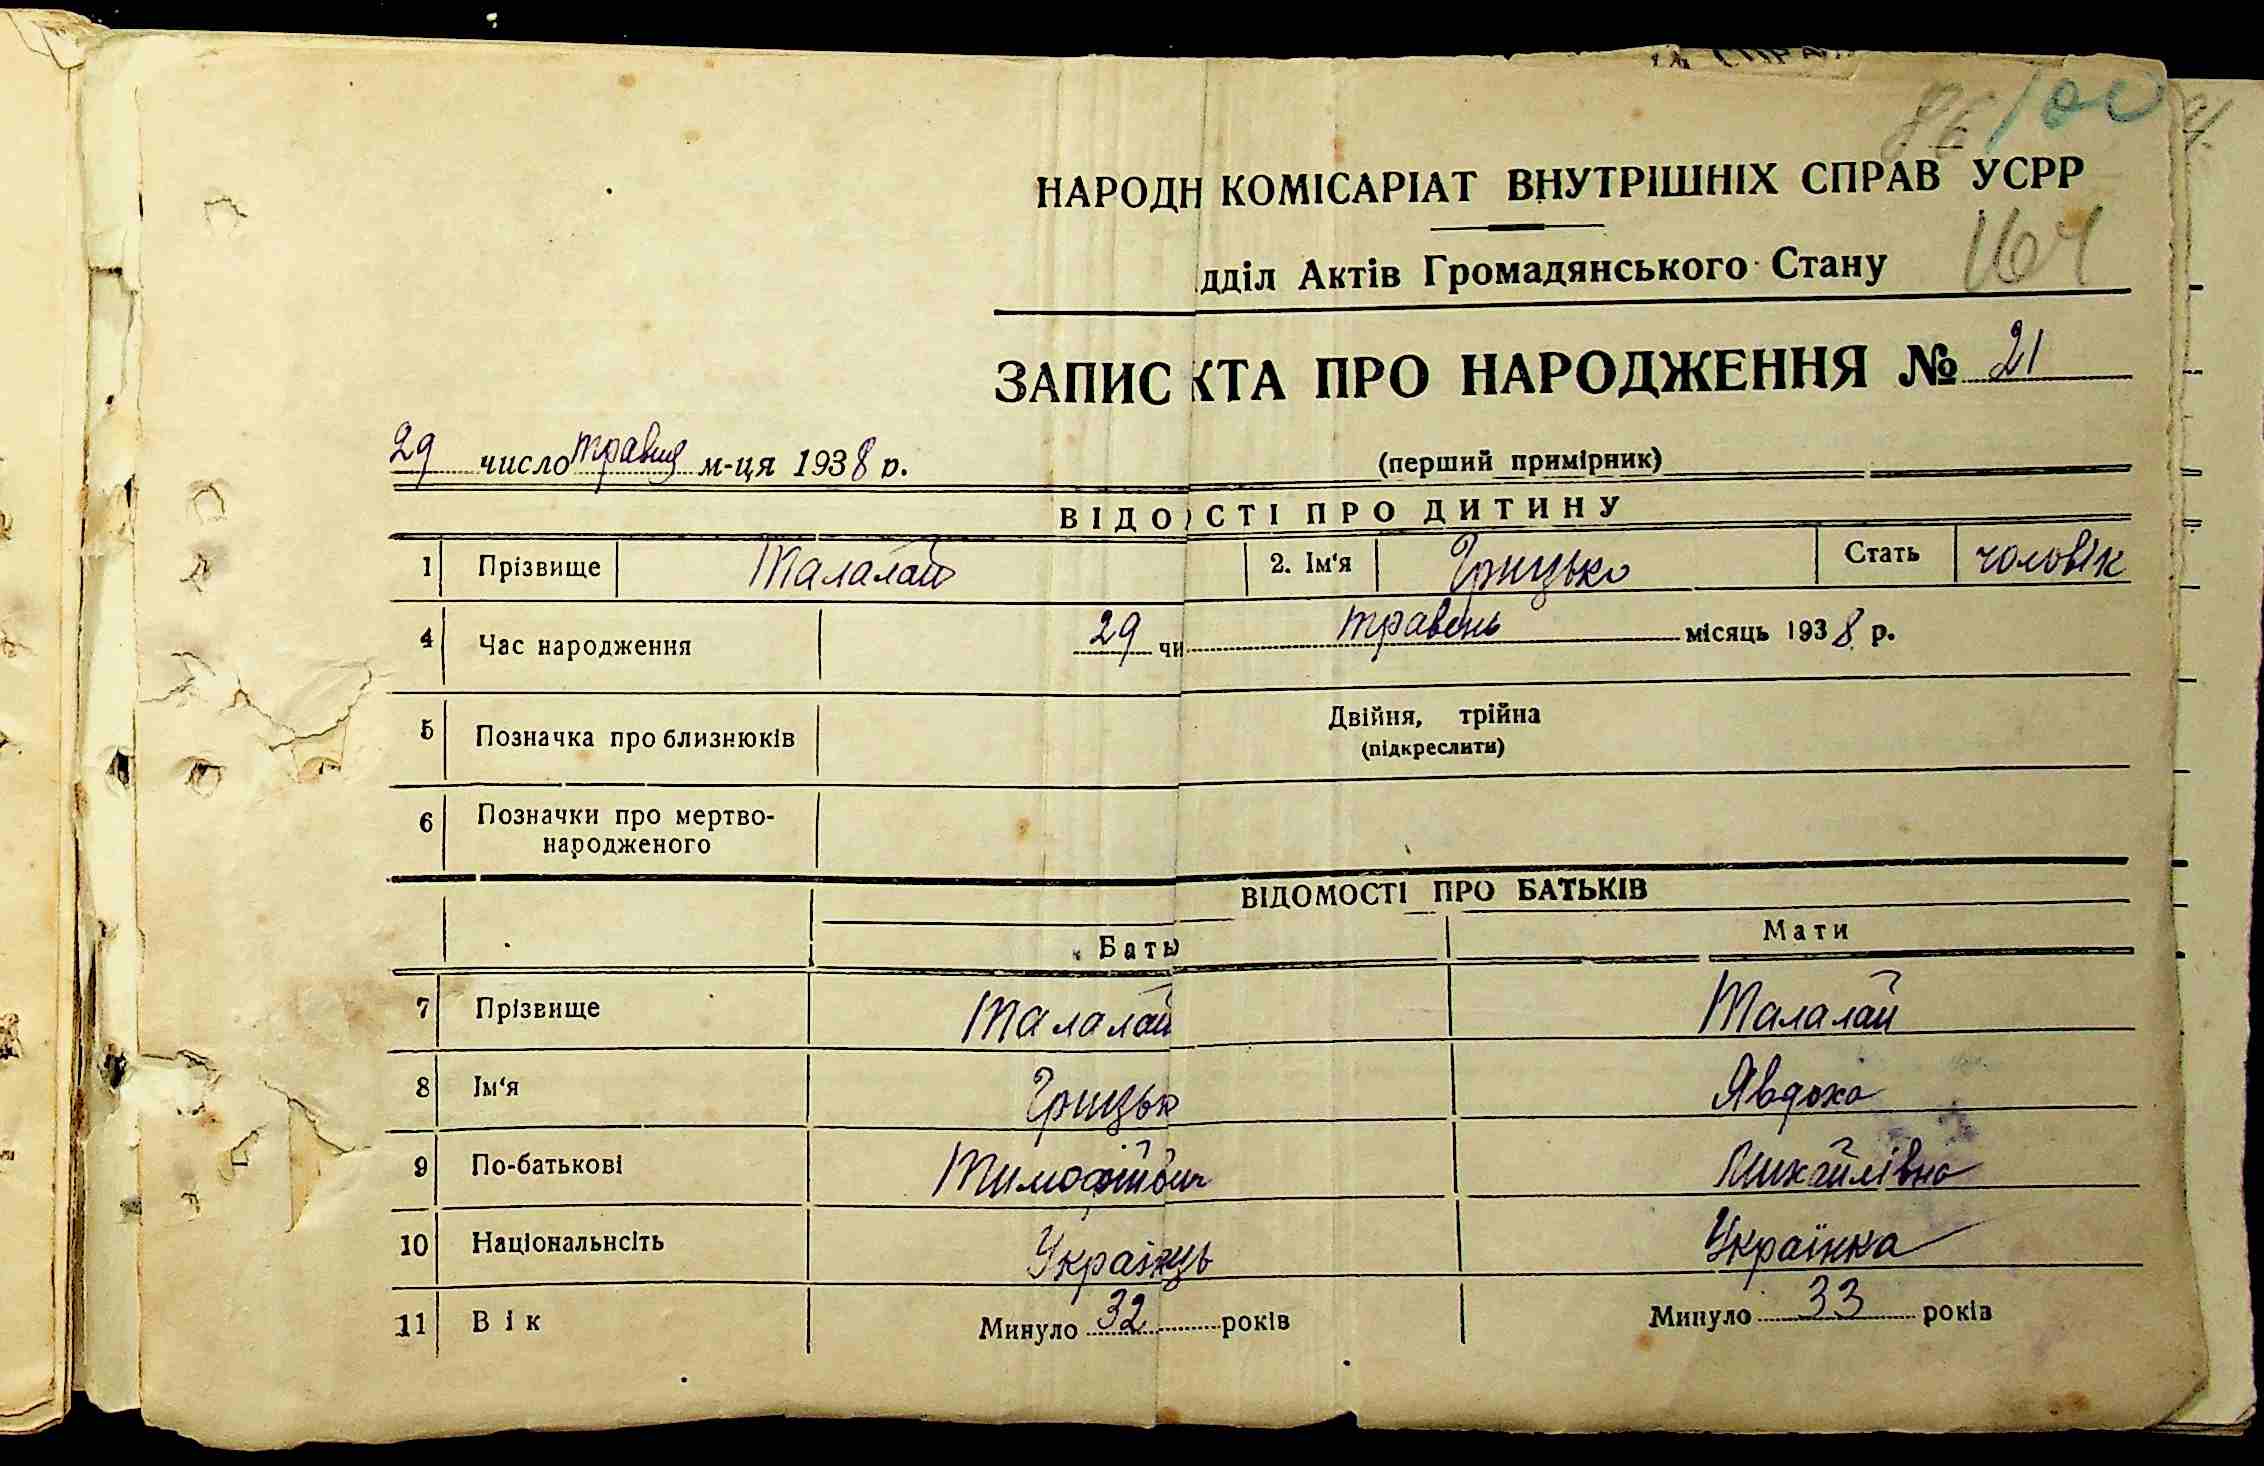 86 100
НАРОДН КОМІСАРІАТ ВНУТРІШНІХ СПРАВ УСРР
164
дділ Актів Громадянського Стану
ЗАПИС КТА ПРО НАРОДЖЕННЯ № 21
29 число травня м-ця 1938 р.
(перший примірник)
ВІДО СТІ ПРО ДИТИНУ
1 Прізвище Талалай 2. Ім'я Грицько Стать чоловік
4 Час народження 29 чи травень місяць 1938 р.
5 Позначка про близнюків Двійня, трійна
(підкреслити)
6 Позначки про мертво-
народженого
ВІДОМОСТІ ПРО БАТЬКІВ
Бать Мати
7 Прізвище Талалай Талалай
8 Ім'я Грицьк Явдоха
9 По-батькові Тимофійович Михайлівна
10 Національнсіть Українць Українка
11 Вік Минуло 32 років Минуло 33 років